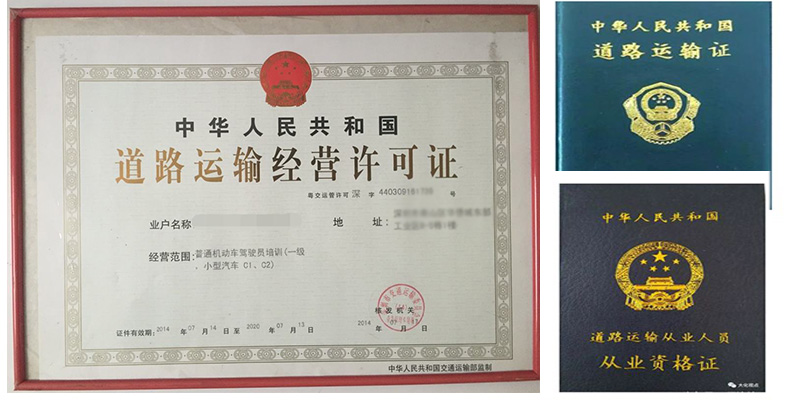 中华人民共和国
道路运输经营许可证
粤交运管许可 深 字 440309 号
业户名称
地 址：
经营范围：普通机动车驾驶员培训(一级
、小型汽车 C1、C2)
核发机关
证件有效期：2014 年 07 月 14 日 至 2020 年 07 月 13 日
2014 年
中华人民共和国交通运输部监制
中华人民共和国
道路运输证
中华人民共和国
道路运输从业人员
从业资格证